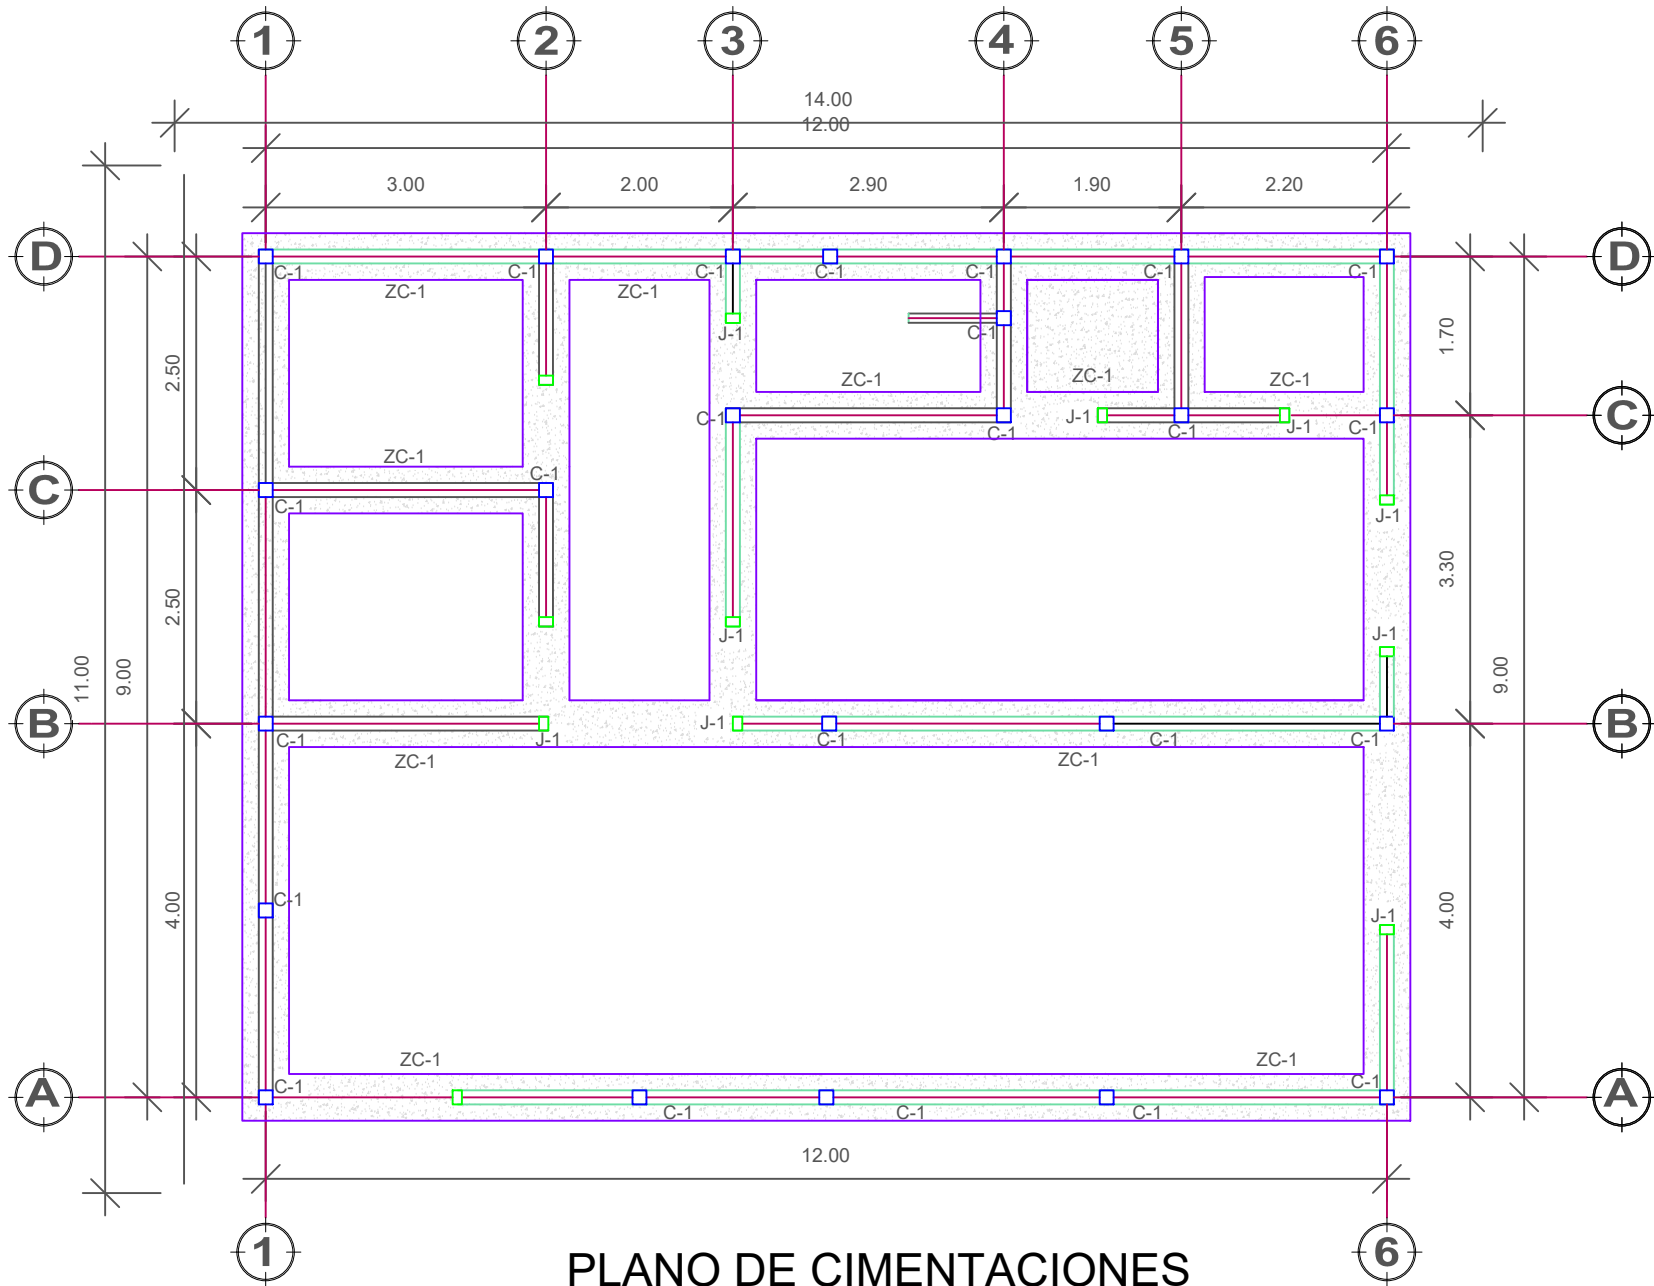 1 2 3 4 5 6
14.00
12.00
3.00 2.00 2.90 1.90 2.20
D D
C-1 C-1 C-1 C-1 C-1 C-1 C-1
ZC-1 ZC-1
J-1 C-1
1.70
2.50
ZC-1 ZC-1 ZC-1
C-1 J-1 C-1 C
C-1 C-1 J-1
ZC-1
C-1
C
C-1
J-1
3.30
2.50
J-1 J-1
11.00 9.00 9.00
B J-1 B
C-1 J-1 C-1 C-1 C-1
ZC-1 ZC-1
C-1
4.00 4.00
J-1
ZC-1 ZC-1
C-1 C-1
A A
C-1 C-1 C-1
12.00
1 6
PLANO DE CIMENTACIONES